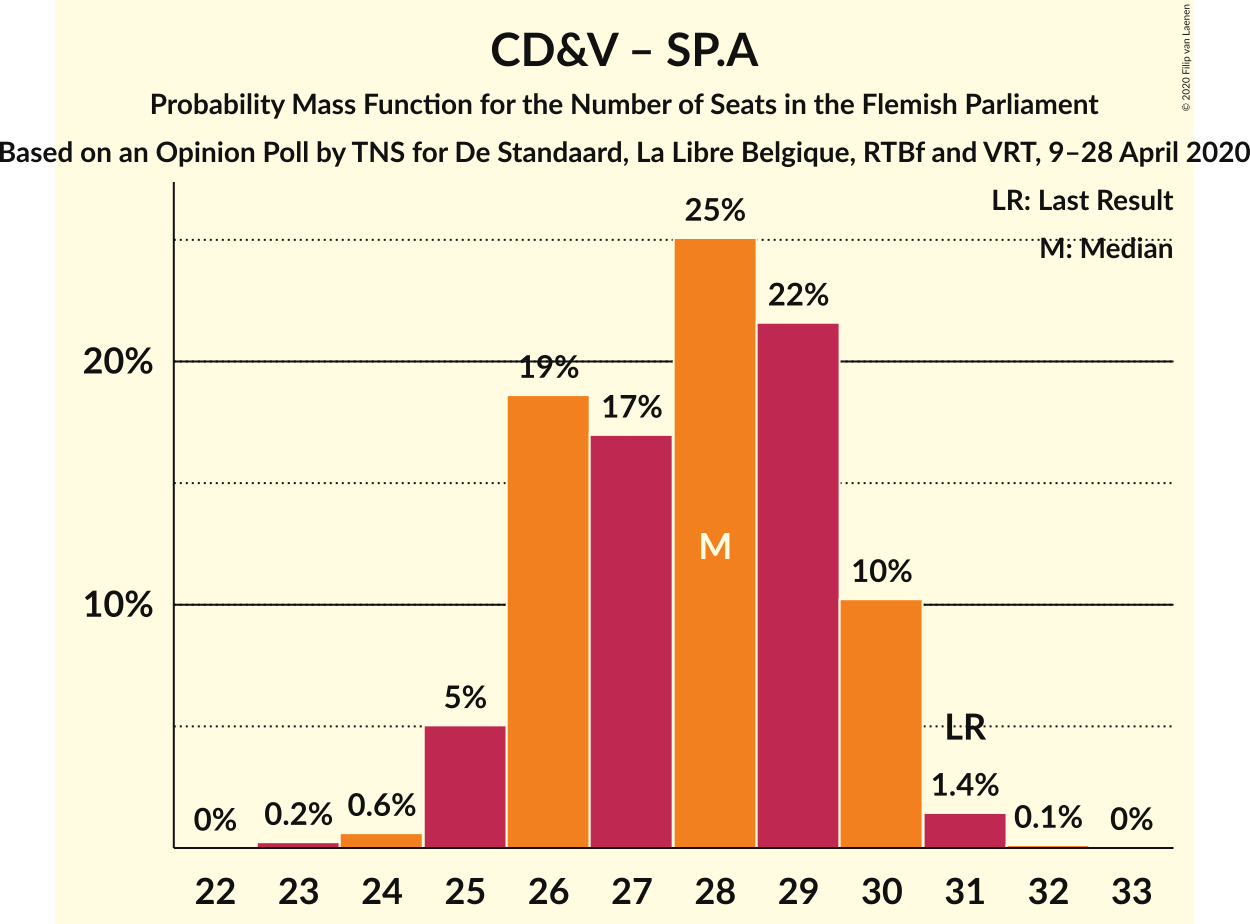 CD&V – SP.A
Probability Mass Function for the Number of Seats in the Flemish Parliament
Based on an Opinion Poll by TNS for De Standaard, La Libre Belgique, RTBf and VRT, 9–28 April 2020
© 2020 Filip van Laenen
LR: Last Result
M: Median
25%
22%
20%
19%
17%
M
10%
10%
5%
LR
1.4%
0%
0.2%
0.6%
0.1%
0%
22 23 24 25 26 27 28 29 30 31 32 33